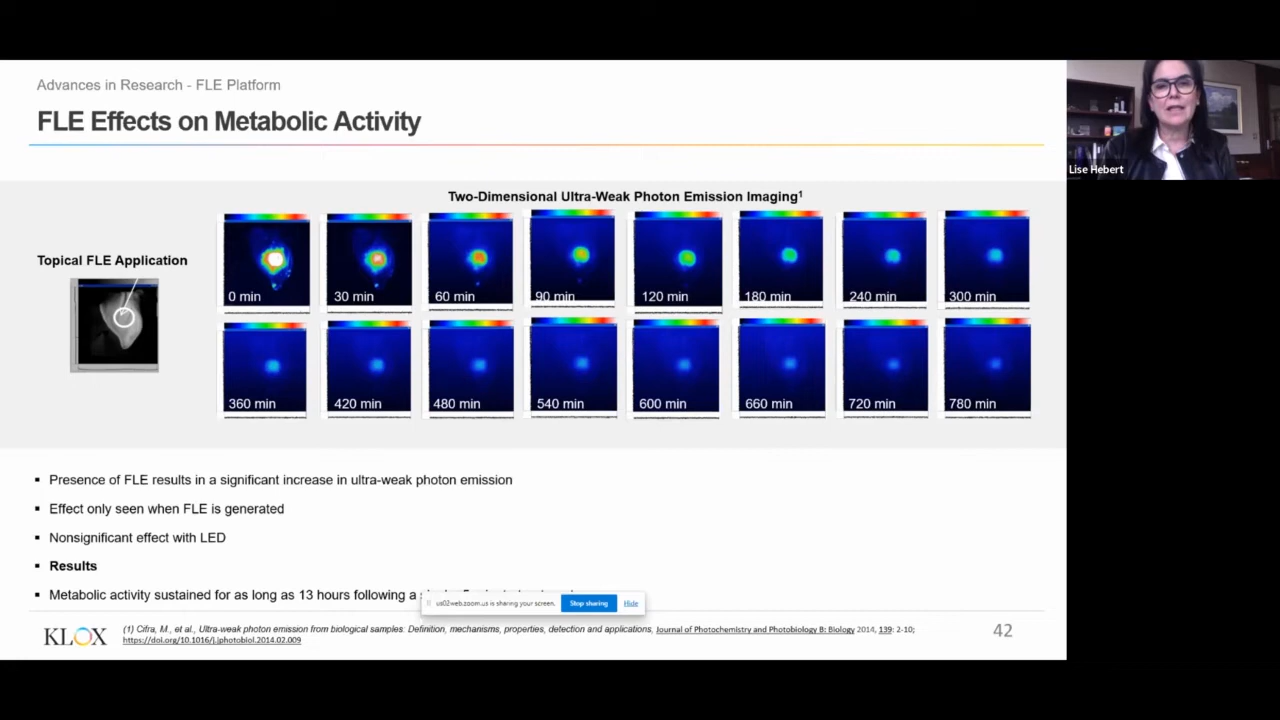 Advances in Research - FLE Platform
FLE Effects on Metabolic Activity
Lise Hebert
Two-Dimensional Ultra-Weak Photon Emission Imaging¹
Topical FLE Application
0 min
30 min
60 min
90 min
120 min
180 min
240 min
300 min
360 min
420 min
480 min
540 min
600 min
660 min
720 min
780 min
▪ Presence of FLE results in a significant increase in ultra-weak photon emission
▪ Effect only seen when FLE is generated
▪ Nonsignificant effect with LED
▪ Results
▪ Metabolic activity sustained for as long as 13 hours following a
us02web.zoom.us is sharing your screen. Stop sharing Hide
KLOX
(1) Cifra, M., et al., Ultra-weak photon emission from biological samples: Definition, mechanisms, properties, detection and applications, Journal of Photochemistry and Photobiology B: Biology 2014, 139: 2-10;
https://doi.org/10.1016/j.jphotobiol.2014.02.009
42